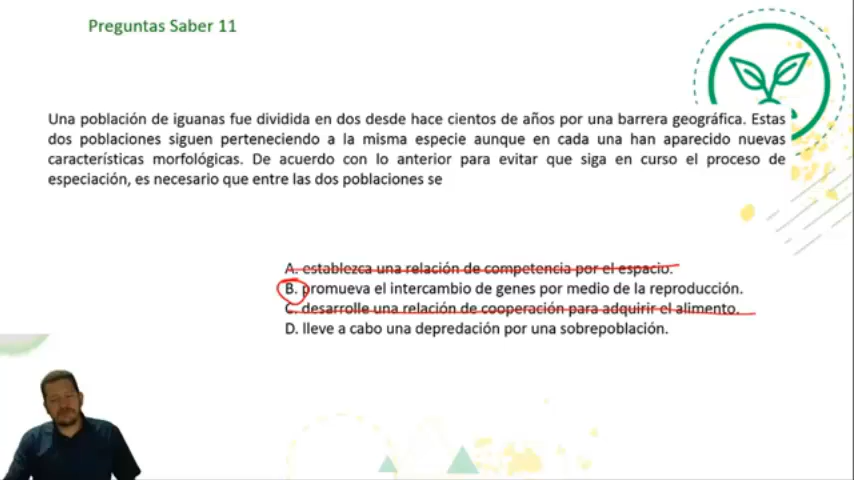 Preguntas Saber 11
Una población de iguanas fue dividida en dos desde hace cientos de años por una barrera geográfica. Estas
dos poblaciones siguen perteneciendo a la misma especie aunque en cada una han aparecido nuevas
características morfológicas. De acuerdo con lo anterior para evitar que siga en curso el proceso de
especiación, es necesario que entre las dos poblaciones se
A. establezca una relación de competencia por el espacio.
B. promueva el intercambio de genes por medio de la reproducción.
C. desarrolle una relación de cooperación para adquirir el alimento.
D. lleve a cabo una depredación por una sobrepoblación.